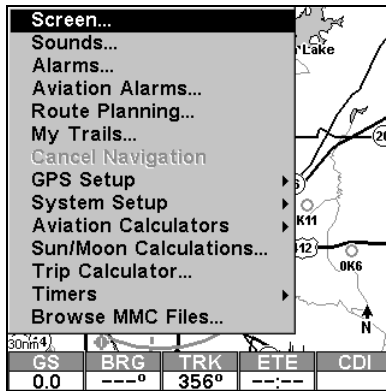 Screen...
Sounds...
Alarms...
Aviation Alarms...
Route Planning...
My Trails...
Cancel Navigation
GPS Setup
System Setup
Aviation Calculators
Sun/Moon Calculations...
Trip Calculator...
Timers
Browse MMC Files...
Lake
K11
0K6
N
GS BRG TRK ETE CDI
0.0 ---º 356º --:--